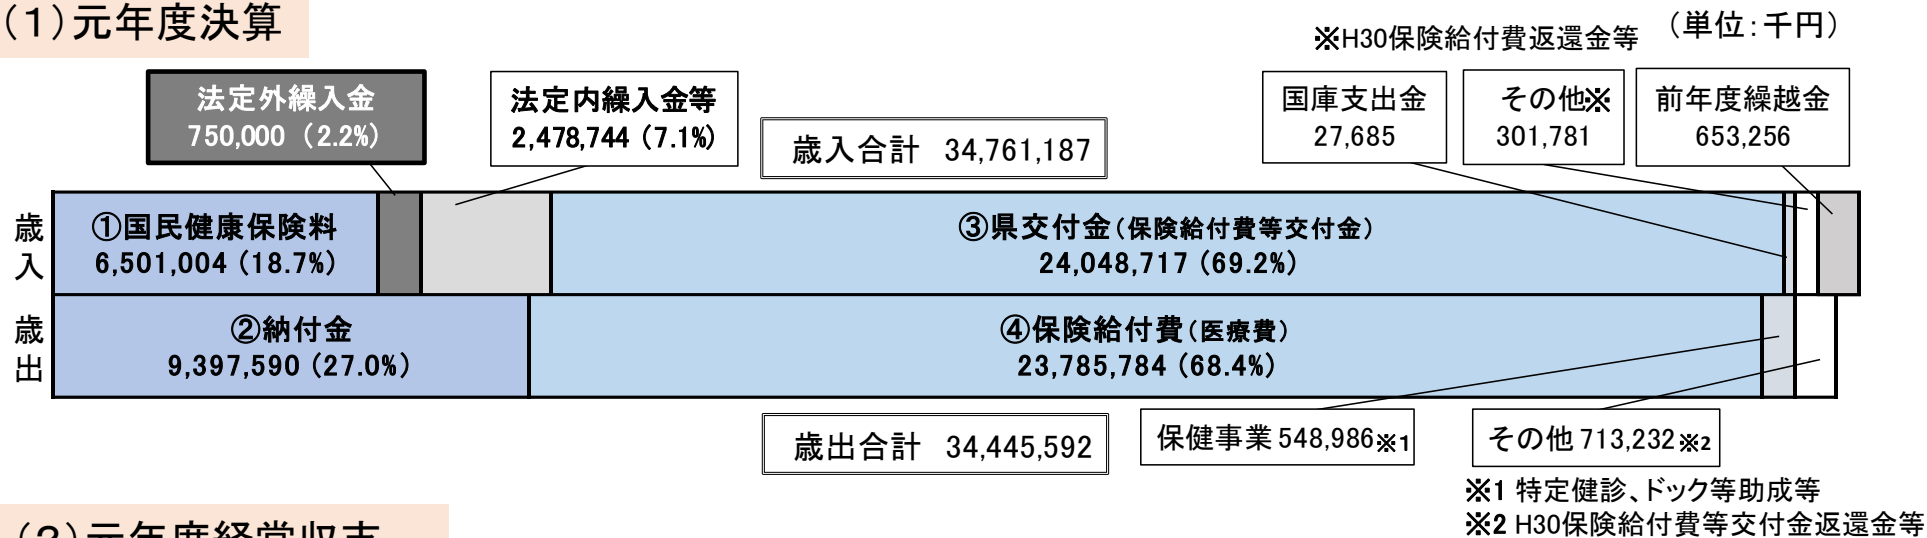 (1)元年度決算
(単位:千円)
※H30保険給付費返還金等
法定外繰入金
750,000 (2.2%)
法定内繰入金等
2,478,744 (7.1%)
歳入合計 34,761,187
国庫支出金
27,685
その他※
301,781
前年度繰越金
653,256
歳入
①国民健康保険料
6,501,004 (18.7%)
③県交付金(保険給付費等交付金)
24,048,717 (69.2%)
歳出
②納付金
9,397,590 (27.0%)
④保険給付費(医療費)
23,785,784 (68.4%)
歳出合計 34,445,592
保健事業 548,986※1
その他 713,232※2
※1 特定健診、ドック等助成等
※2 H30保険給付費等交付金返還金等
(2)元年度経常収支